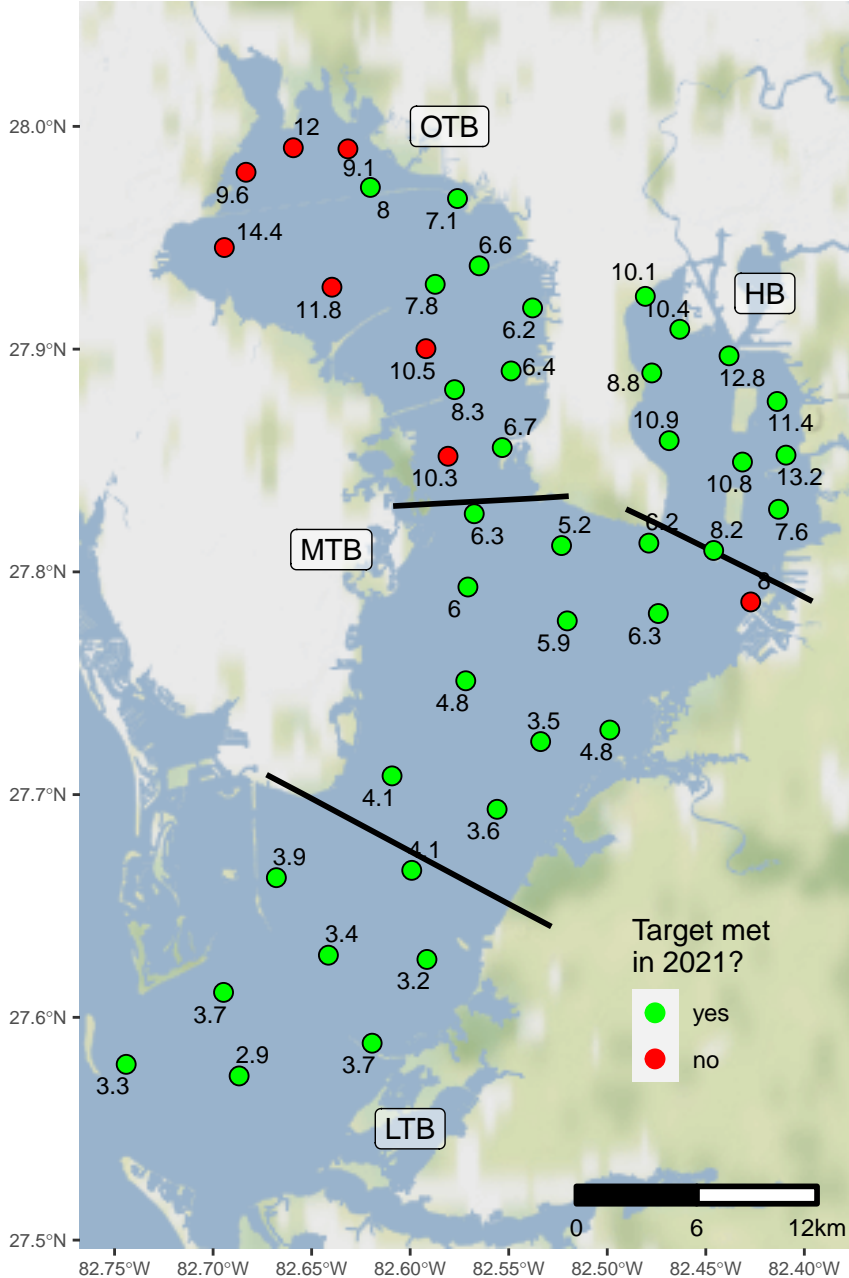 28.0°N
12
OTB
9.1
9.6
8
7.1
14.4
6.6
10.1
HB
11.8
7.8
10.4
6.2
27.9°N
10.5
6.4
8.8
12.8
8.3
10.9
11.4
6.7
10.3
10.8
13.2
6.3
5.2
6.2
8.2
7.6
MTB
27.8°N
8
6
5.9
6.3
4.8
3.5
4.8
27.7°N
4.1
3.6
4.1
3.9
3.4
3.2
Target met
in 2021?
27.6°N
3.7
yes
2.9
3.7
no
3.3
LTB
0 6 12km
27.5°N
82.75°W 82.70°W 82.65°W 82.60°W 82.55°W 82.50°W 82.45°W 82.40°W